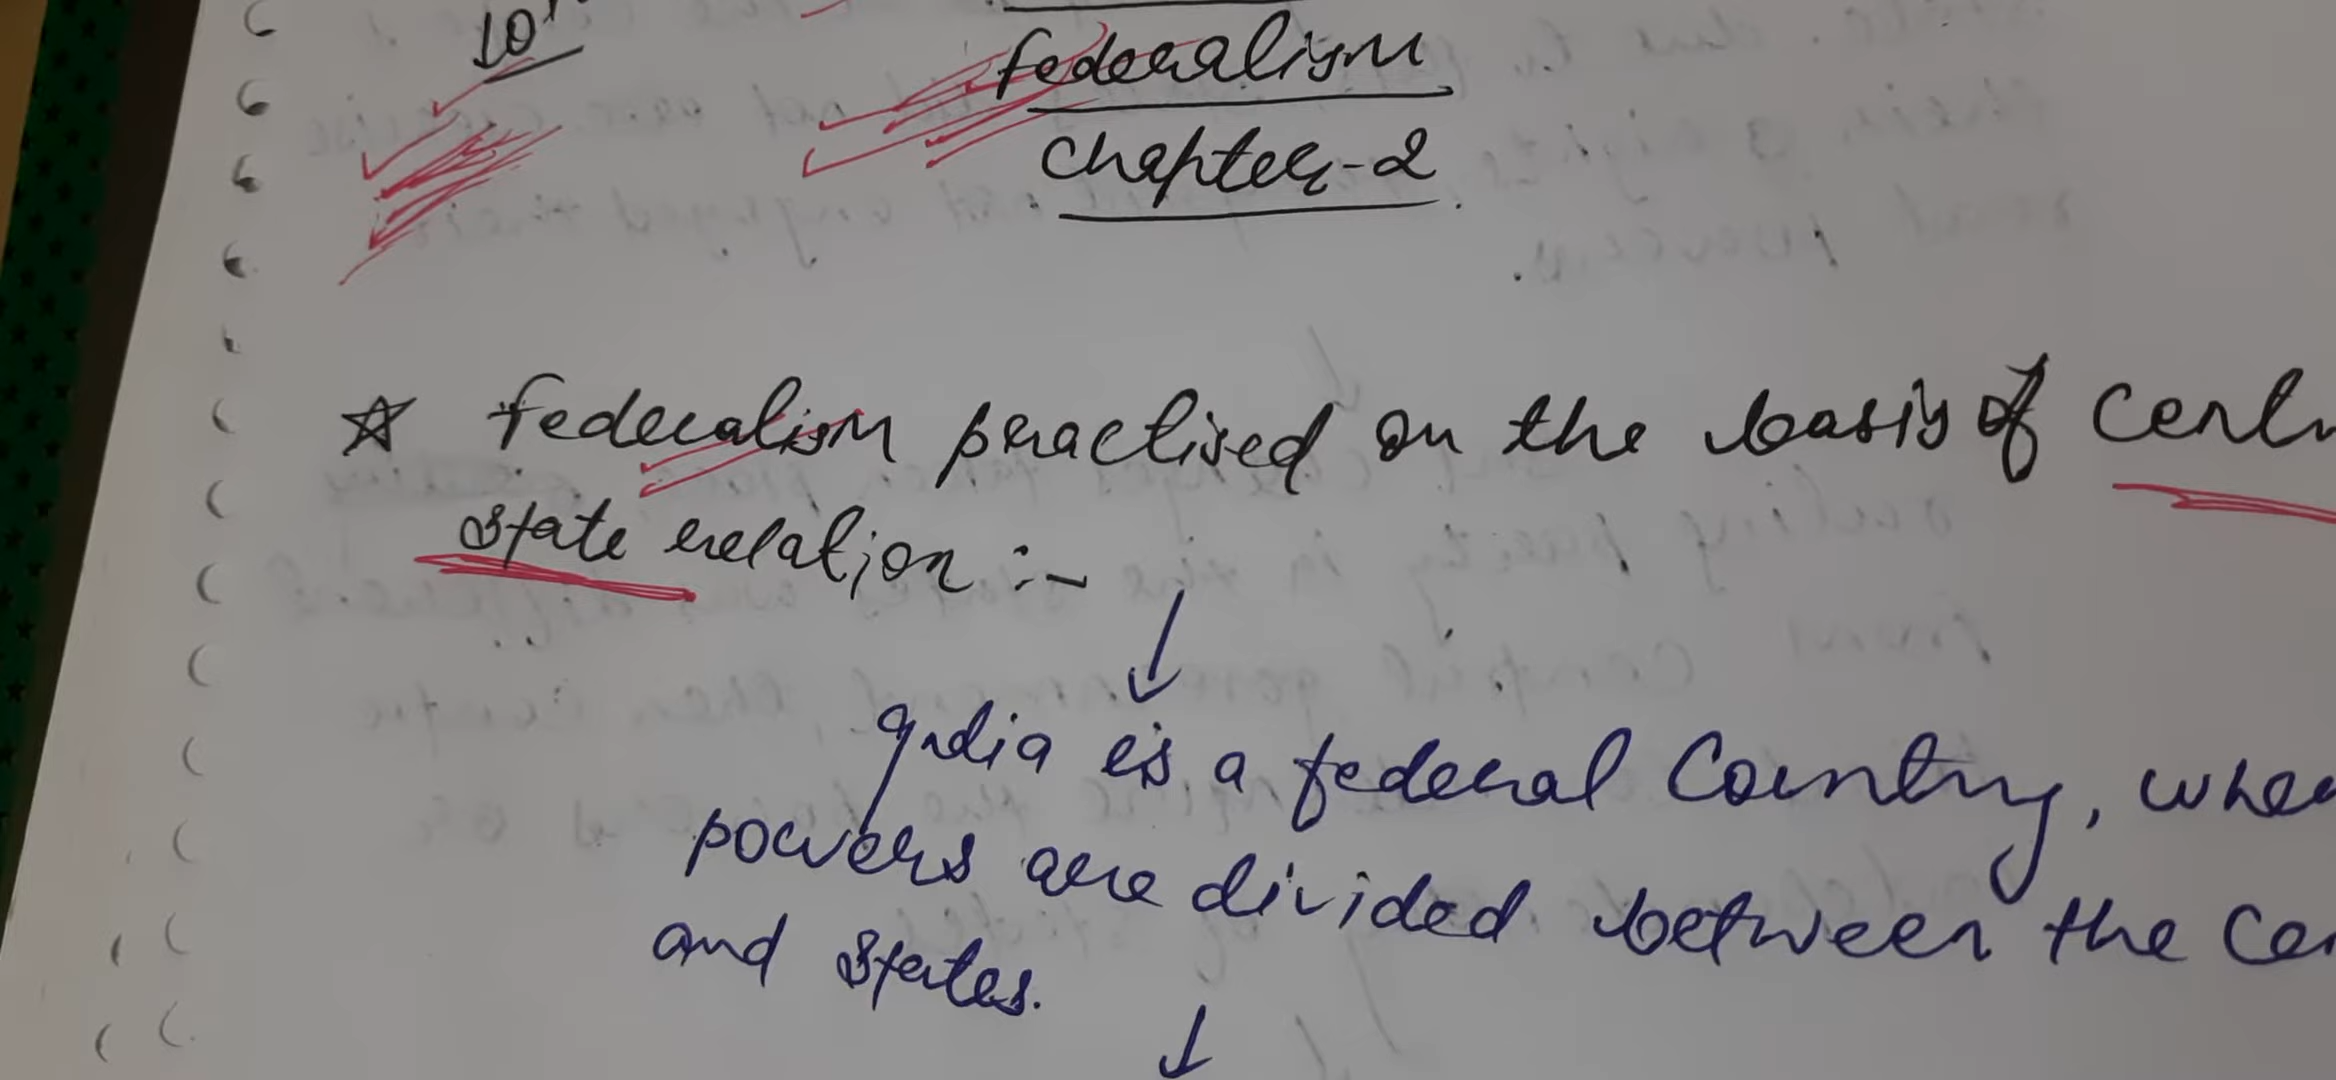 10
Federalism
Chapter-2
☆ Federalism practised on the basis of
State relation :-
↓
India is a federal Country,
powers are divided between the
and States.
↓